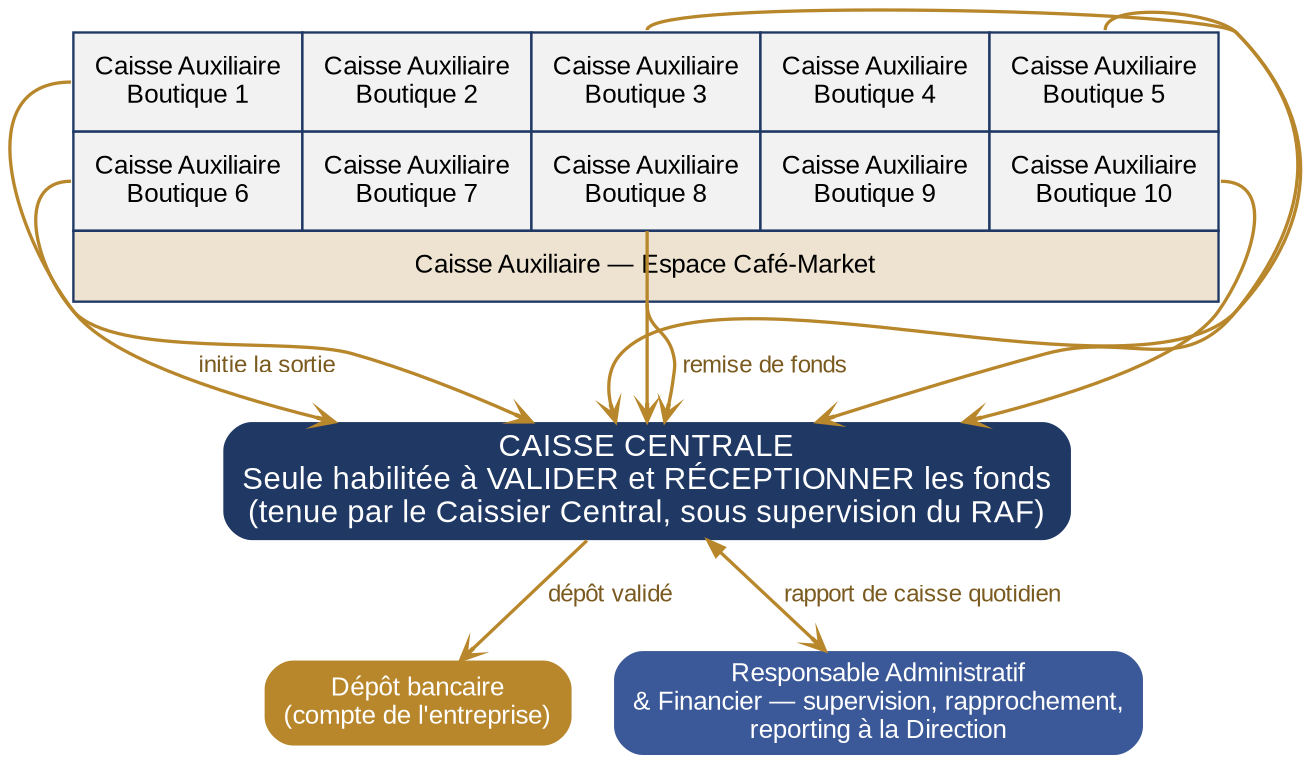 Caisse Auxiliaire
Boutique 1
Caisse Auxiliaire
Boutique 2
Caisse Auxiliaire
Boutique 3
Caisse Auxiliaire
Boutique 4
Caisse Auxiliaire
Boutique 5
Caisse Auxiliaire
Boutique 6
Caisse Auxiliaire
Boutique 7
Caisse Auxiliaire
Boutique 8
Caisse Auxiliaire
Boutique 9
Caisse Auxiliaire
Boutique 10
Caisse Auxiliaire — Espace Café-Market
initie la sortie
remise de fonds
CAISSE CENTRALE
Seule habilitée à VALIDER et RÉCEPTIONNER les fonds
(tenue par le Caissier Central, sous supervision du RAF)
dépôt validé
rapport de caisse quotidien
Dépôt bancaire
(compte de l'entreprise)
Responsable Administratif
& Financier — supervision, rapprochement,
reporting à la Direction